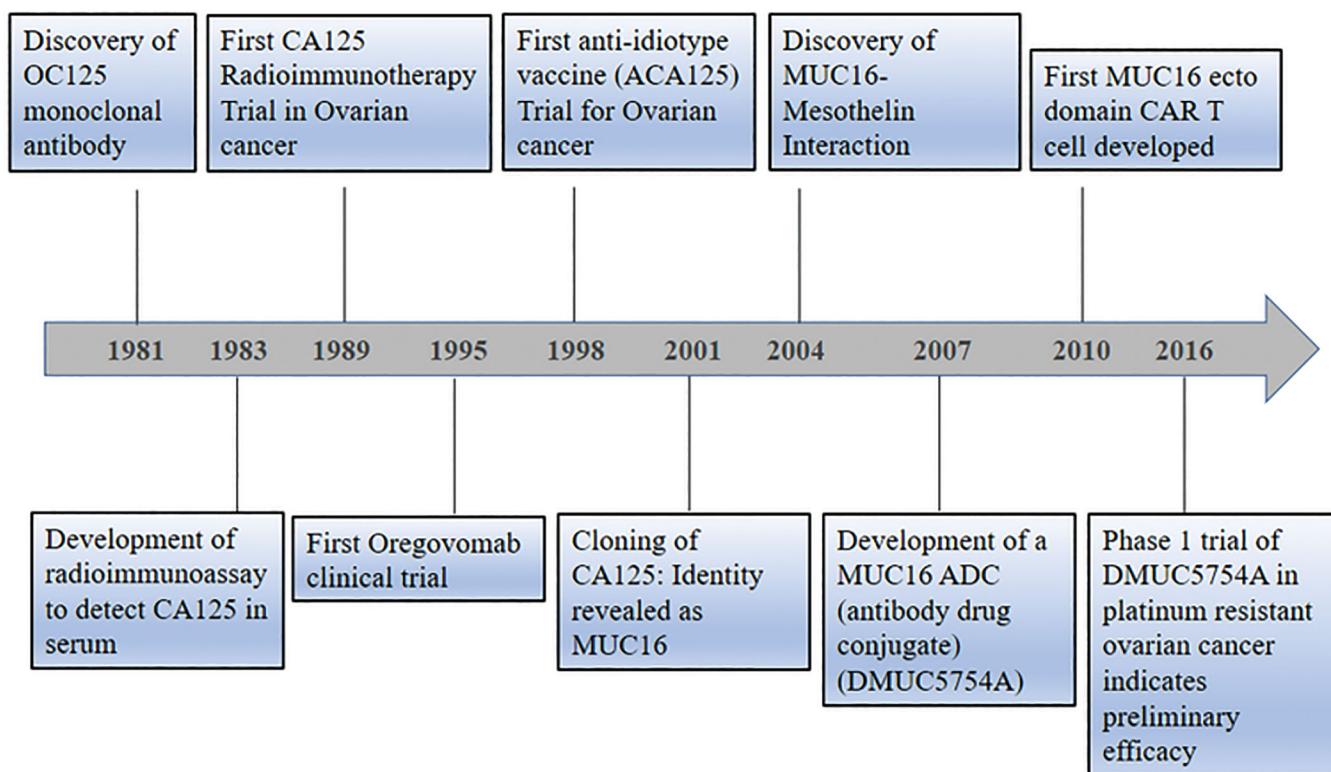 Discovery of
OC125
monoclonal
antibody
First CA125
Radioimmunotherapy
Trial in Ovarian
cancer
First anti-idiotype
vaccine (ACA125)
Trial for Ovarian
cancer
Discovery of
MUC16-
Mesothelin
Interaction
First MUC16 ecto
domain CAR T
cell developed
1981
1983
1989
1995
1998
2001
2004
2007
2010
2016
Development of
radioimmunoassay
to detect CA125 in
serum
First Oregovomab
clinical trial
Cloning of
CA125: Identity
revealed as
MUC16
Development of a
MUC16 ADC
(antibody drug
conjugate)
(DMUC5754A)
Phase 1 trial of
DMUC5754A in
platinum resistant
ovarian cancer
indicates
preliminary
efficacy